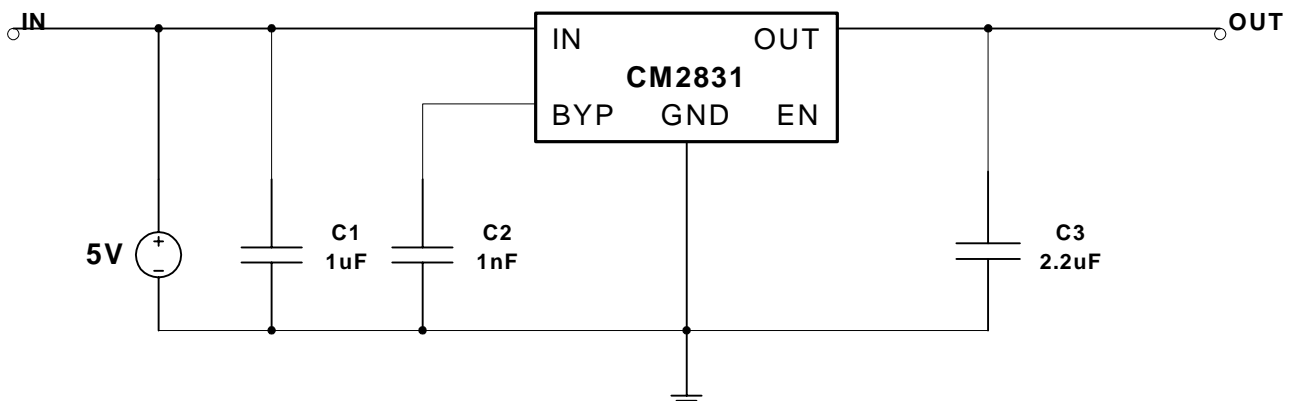 IN
OUT
IN OUT
CM2831
BYP GND EN
5V
C1
1uF
C2
1nF
C3
2.2uF